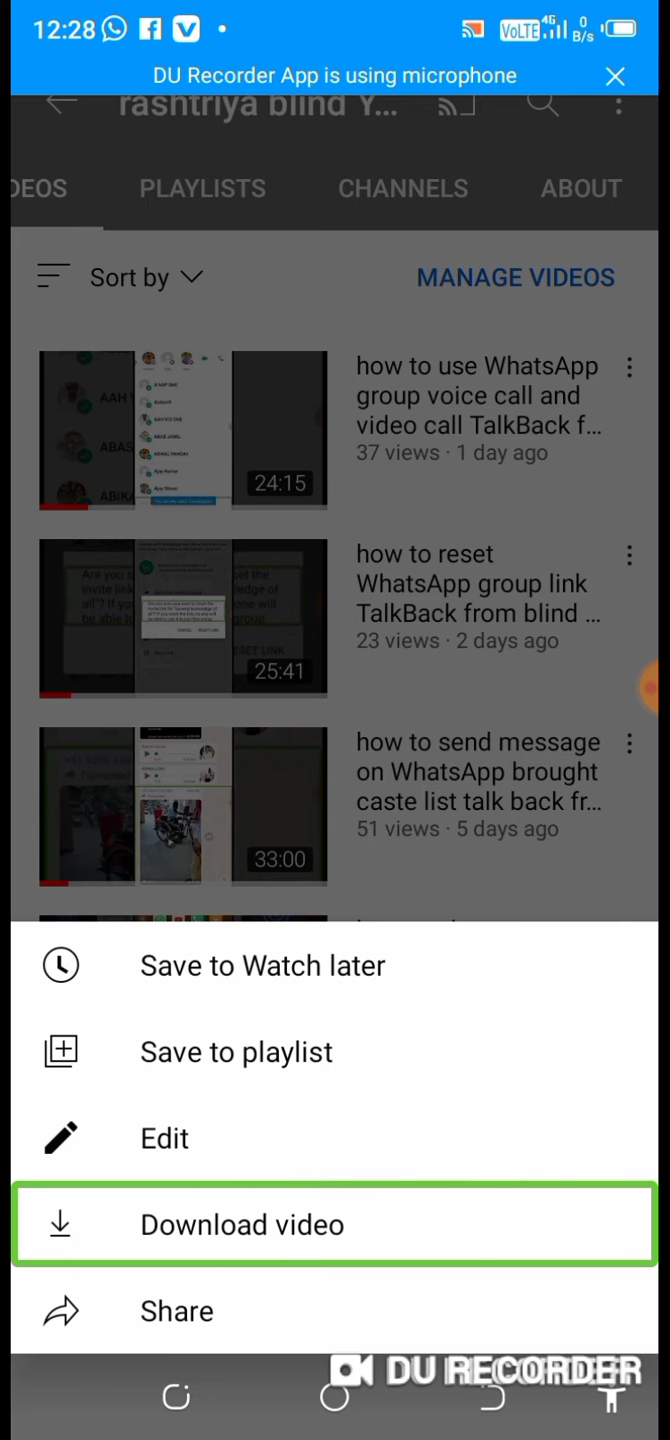 12:28
VoLTE 4G 0 B/s
DU Recorder App is using microphone
rashtriya blind Y...
DEOS PLAYLISTS CHANNELS ABOUT
Sort by MANAGE VIDEOS
how to use WhatsApp
group voice call and
video call TalkBack f...
37 views · 1 day ago
24:15
how to reset
WhatsApp group link
TalkBack from blind ...
23 views · 2 days ago
25:41
how to send message
on WhatsApp brought
caste list talk back fr...
51 views · 5 days ago
33:00
Save to Watch later
Save to playlist
Edit
Download video
Share
DU RECORDER